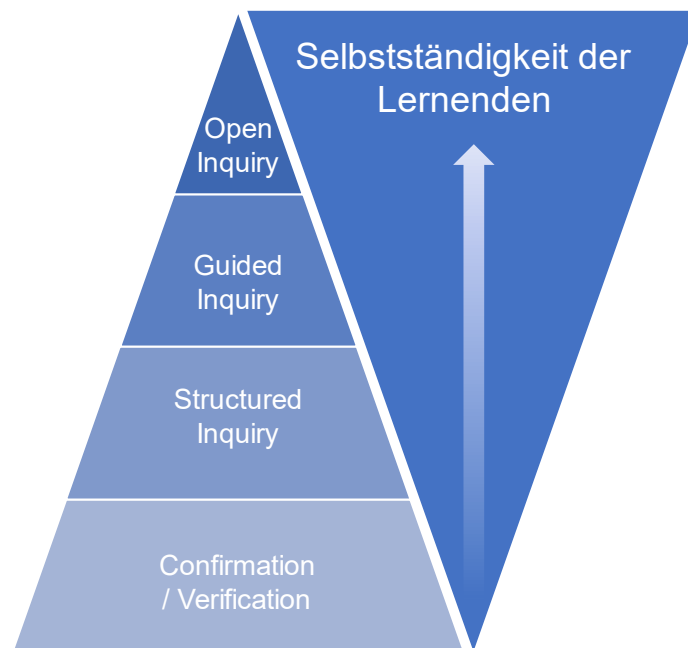 Selbstständigkeit der
Lernenden
Open
Inquiry
Guided
Inquiry
Structured
Inquiry
Confirmation
/ Verification